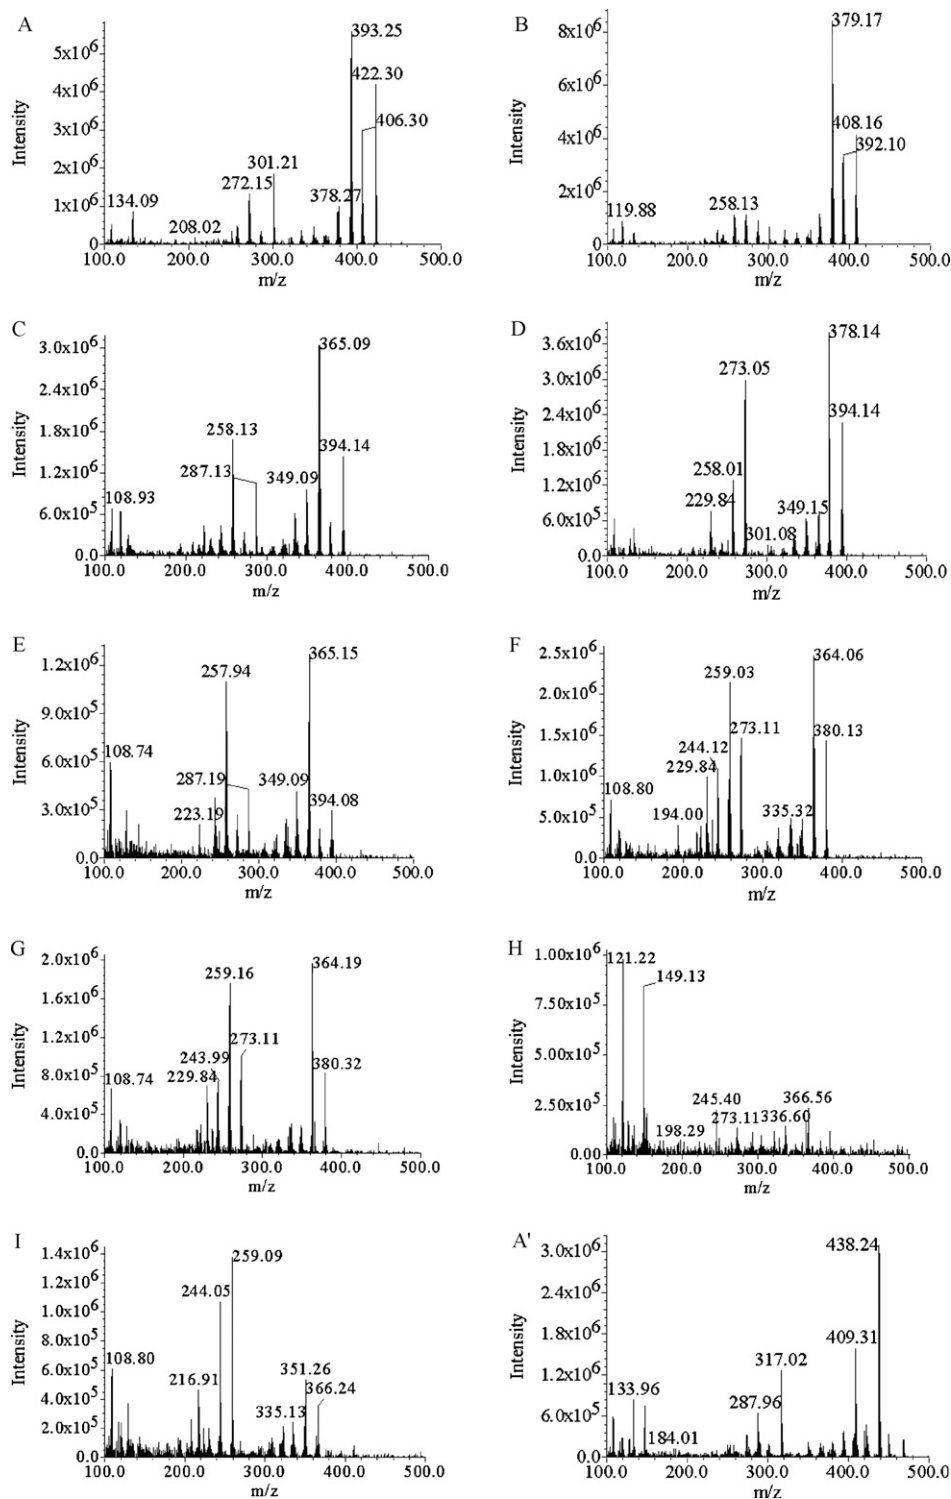 A
Intensity
5x10^6
4x10^6
3x10^6
2x10^6
1x10^6
0
393.25
422.30
406.30
301.21
272.15
378.27
134.09
208.02
100.0 200.0 300.0 400.0 500.0
m/z
B
Intensity
8x10^6
6x10^6
4x10^6
2x10^6
0
379.17
408.16
392.10
258.13
119.88
100.0 200.0 300.0 400.0 500.0
m/z
C
Intensity
3.0x10^6
2.4x10^6
1.8x10^6
1.2x10^6
6.0x10^5
0.0
365.09
258.13
394.14
287.13
349.09
108.93
100.0 200.0 300.0 400.0 500.0
m/z
D
Intensity
3.6x10^6
3.0x10^6
2.4x10^6
1.8x10^6
1.2x10^6
6.0x10^5
0.0
378.14
273.05
394.14
258.01
229.84
349.15
301.08
100.0 200.0 300.0 400.0 500.0
m/z
E
Intensity
1.2x10^6
9.0x10^5
6.0x10^5
3.0x10^5
0.0
365.15
257.94
108.74
287.19
349.09
223.19
394.08
100.0 200.0 300.0 400.0 500.0
m/z
F
Intensity
2.5x10^6
2.0x10^6
1.5x10^6
1.0x10^6
5.0x10^5
0.0
364.06
259.03
273.11
380.13
244.12
229.84
108.80
194.00
335.32
100.0 200.0 300.0 400.0 500.0
m/z
G
Intensity
2.0x10^6
1.6x10^6
1.2x10^6
8.0x10^5
4.0x10^5
0.0
364.19
259.16
243.99
273.11
229.84
108.74
380.32
100.0 200.0 300.0 400.0 500.0
m/z
H
Intensity
1.00x10^6
7.50x10^5
5.00x10^5
2.50x10^5
0.00
121.22
149.13
245.40
366.56
273.11
336.60
198.29
100.0 200.0 300.0 400.0 500.0
m/z
I
Intensity
1.4x10^6
1.2x10^6
1.0x10^6
8.0x10^5
6.0x10^5
4.0x10^5
2.0x10^5
0.0
259.09
244.05
108.80
351.26
216.91
366.24
335.13
100.0 200.0 300.0 400.0 500.0
m/z
A'
Intensity
3.0x10^6
2.4x10^6
1.8x10^6
1.2x10^6
6.0x10^5
0.0
438.24
409.31
317.02
133.96
287.96
184.01
100.0 200.0 300.0 400.0 500.0
m/z